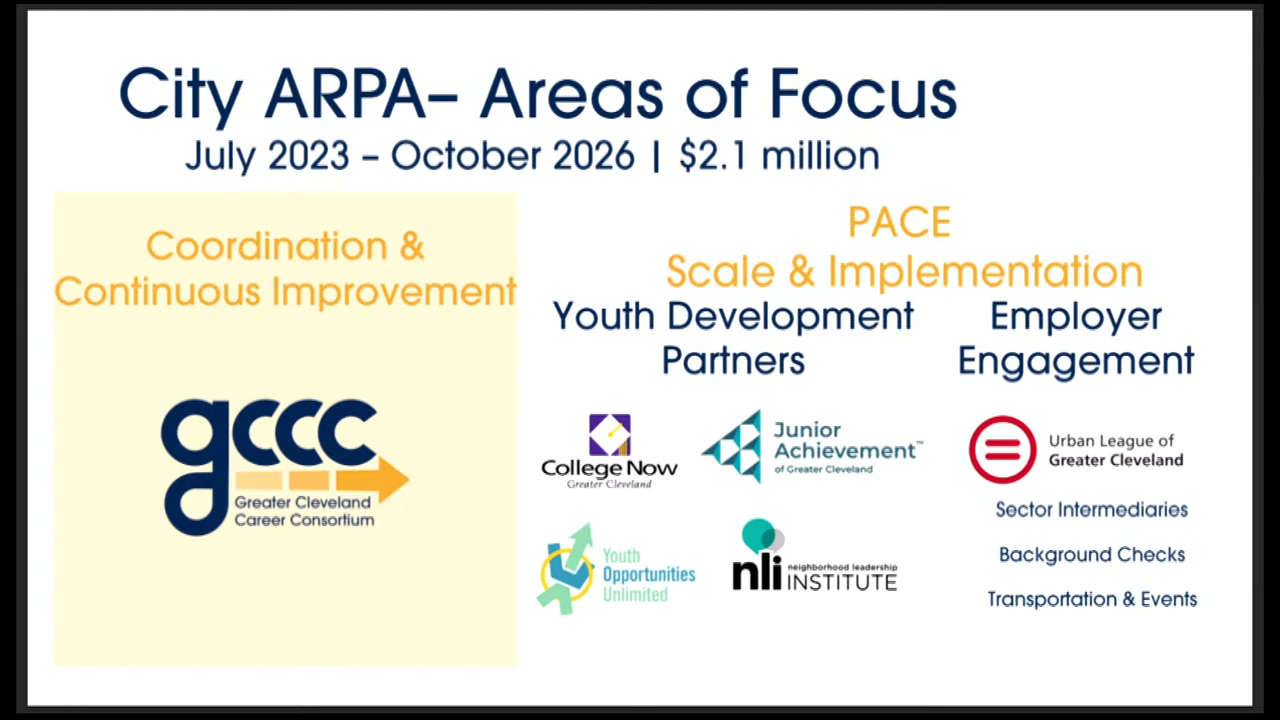 City ARPA– Areas of Focus
July 2023 – October 2026 | $2.1 million
Coordination &
Continuous Improvement
gccc
Greater Cleveland
Career Consortium
PACE
Scale & Implementation
Youth Development
Partners
College Now
Greater Cleveland
Junior
Achievement™
of Greater Cleveland
Youth
Opportunities
Unlimited
nli
neighborhood leadership
INSTITUTE
Employer
Engagement
Urban League of
Greater Cleveland
Sector Intermediaries
Background Checks
Transportation & Events